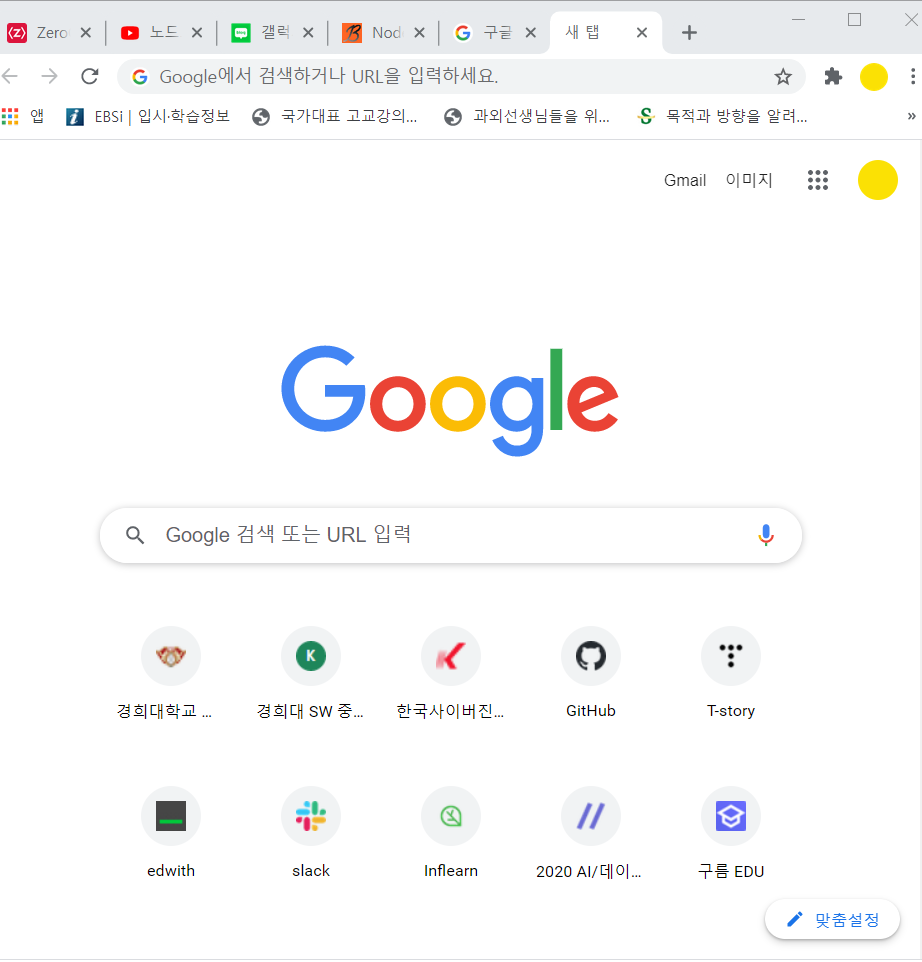 Zero 노드 갤럭 Nod 구글 새 탭
Google에서 검색하거나 URL을 입력하세요.
앱 EBSi | 입시·학습정보 국가대표 고교강의... 과외선생님들을 위... 목적과 방향을 알려... »
Gmail 이미지
Google
Google 검색 또는 URL 입력
경희대학교 ... 경희대 SW 중... 한국사이버진... GitHub T-story
edwith slack Inflearn 2020 AI/데이... 구름 EDU
맞춤설정